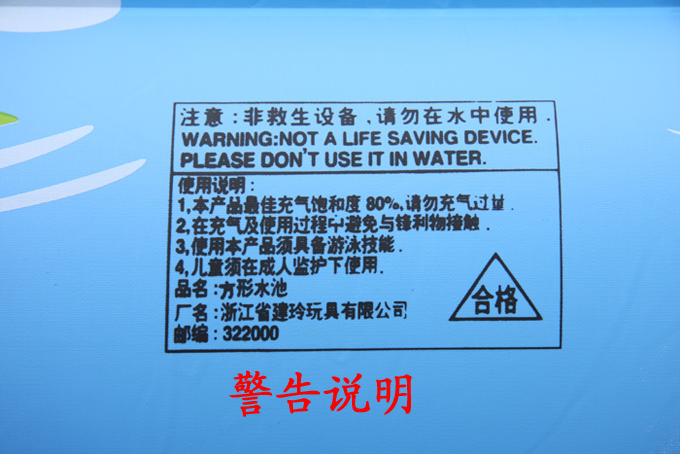 注意:非救生设备,请勿在水中使用.
WARNING:NOT A LIFE SAVING DEVICE.
PLEASE DON'T USE IT IN WATER.
使用说明:
1,本产品最佳充气饱和度 80%,请勿充气过量.
2,在充气及使用过程中避免与锋利物接触.
3,使用本产品须具备游泳技能.
4,儿童须在成人监护下使用.
品名:方形水池
厂名:浙江省建玲玩具有限公司
邮编:322000
合格
警告说明